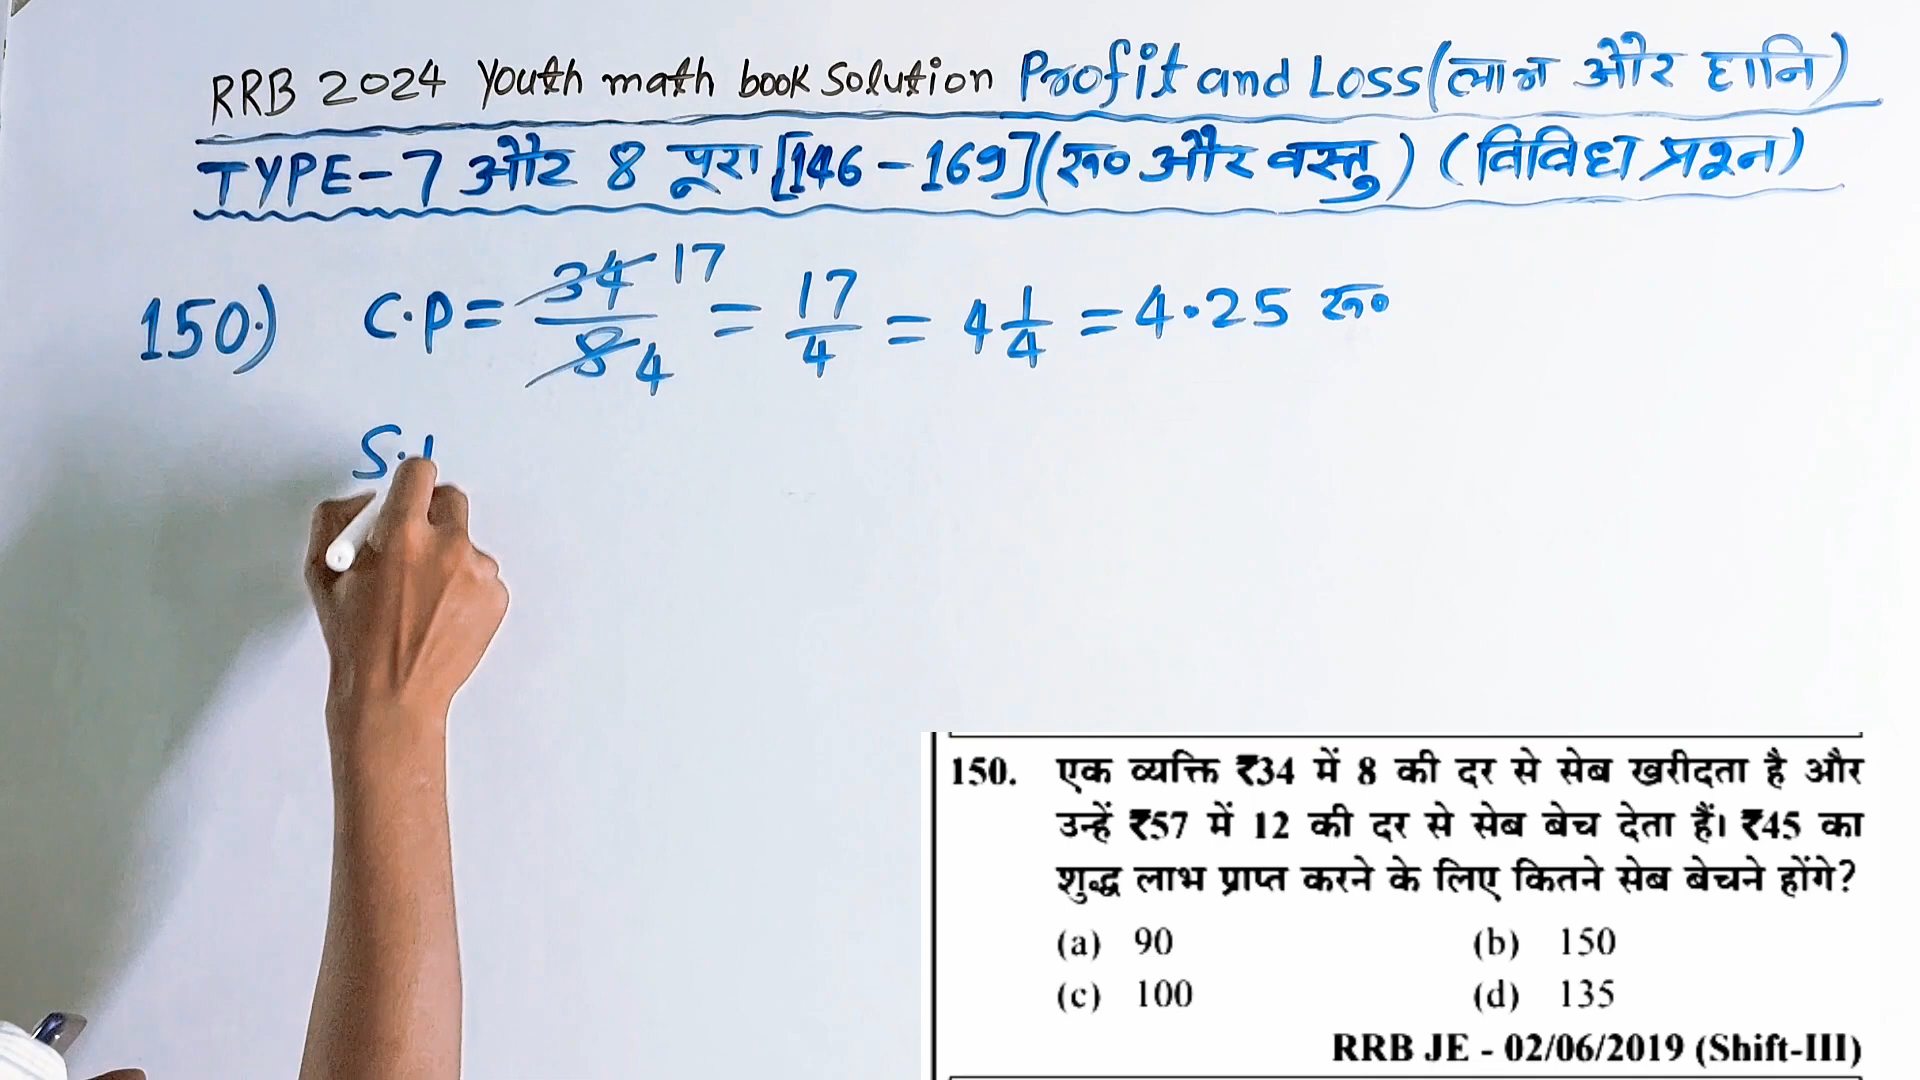 RRB 2024 Youth math book Solution Profit and Loss (लाभ और हानि)
TYPE-7 और 8 पूरा [146-169] (रू० और वस्तु) (विविध प्रश्न)
150.) C.P = 34 17 / 8 4 = 17/4 = 4 1/4 = 4.25 रू०
S.
150. एक व्यक्ति ₹34 में 8 की दर से सेब खरीदता है और
उन्हें ₹57 में 12 की दर से सेब बेच देता हैं। ₹45 का
शुद्ध लाभ प्राप्त करने के लिए कितने सेब बेचने होंगे?
(a) 90 (b) 150
(c) 100 (d) 135
RRB JE - 02/06/2019 (Shift-III)